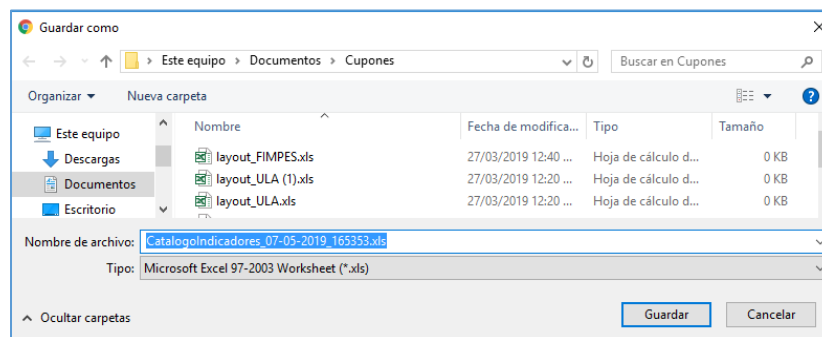 Guardar como
Este equipo > Documentos > Cupones
Buscar en Cupones
Organizar
Nueva carpeta
Nombre Fecha de modifica... Tipo Tamaño
Este equipo
Descargas
Documentos
Escritorio
layout_FIMPES.xls 27/03/2019 12:40 ... Hoja de cálculo d... 0 KB
layout_ULA (1).xls 27/03/2019 12:20 ... Hoja de cálculo d... 0 KB
layout_ULA.xls 27/03/2019 12:20 ... Hoja de cálculo d... 0 KB
Nombre de archivo: CatalogoIndicadores_07-05-2019_165353.xls
Tipo: Microsoft Excel 97-2003 Worksheet (*.xls)
Ocultar carpetas
Guardar
Cancelar